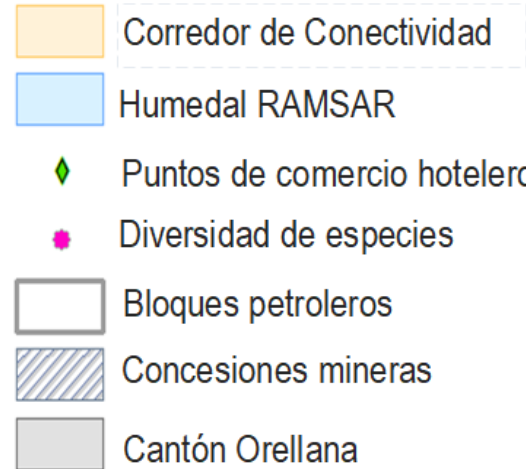 Corredor de Conectividad
Humedal RAMSAR
Puntos de comercio hotelero
Diversidad de especies
Bloques petroleros
Concesiones mineras
Cantón Orellana